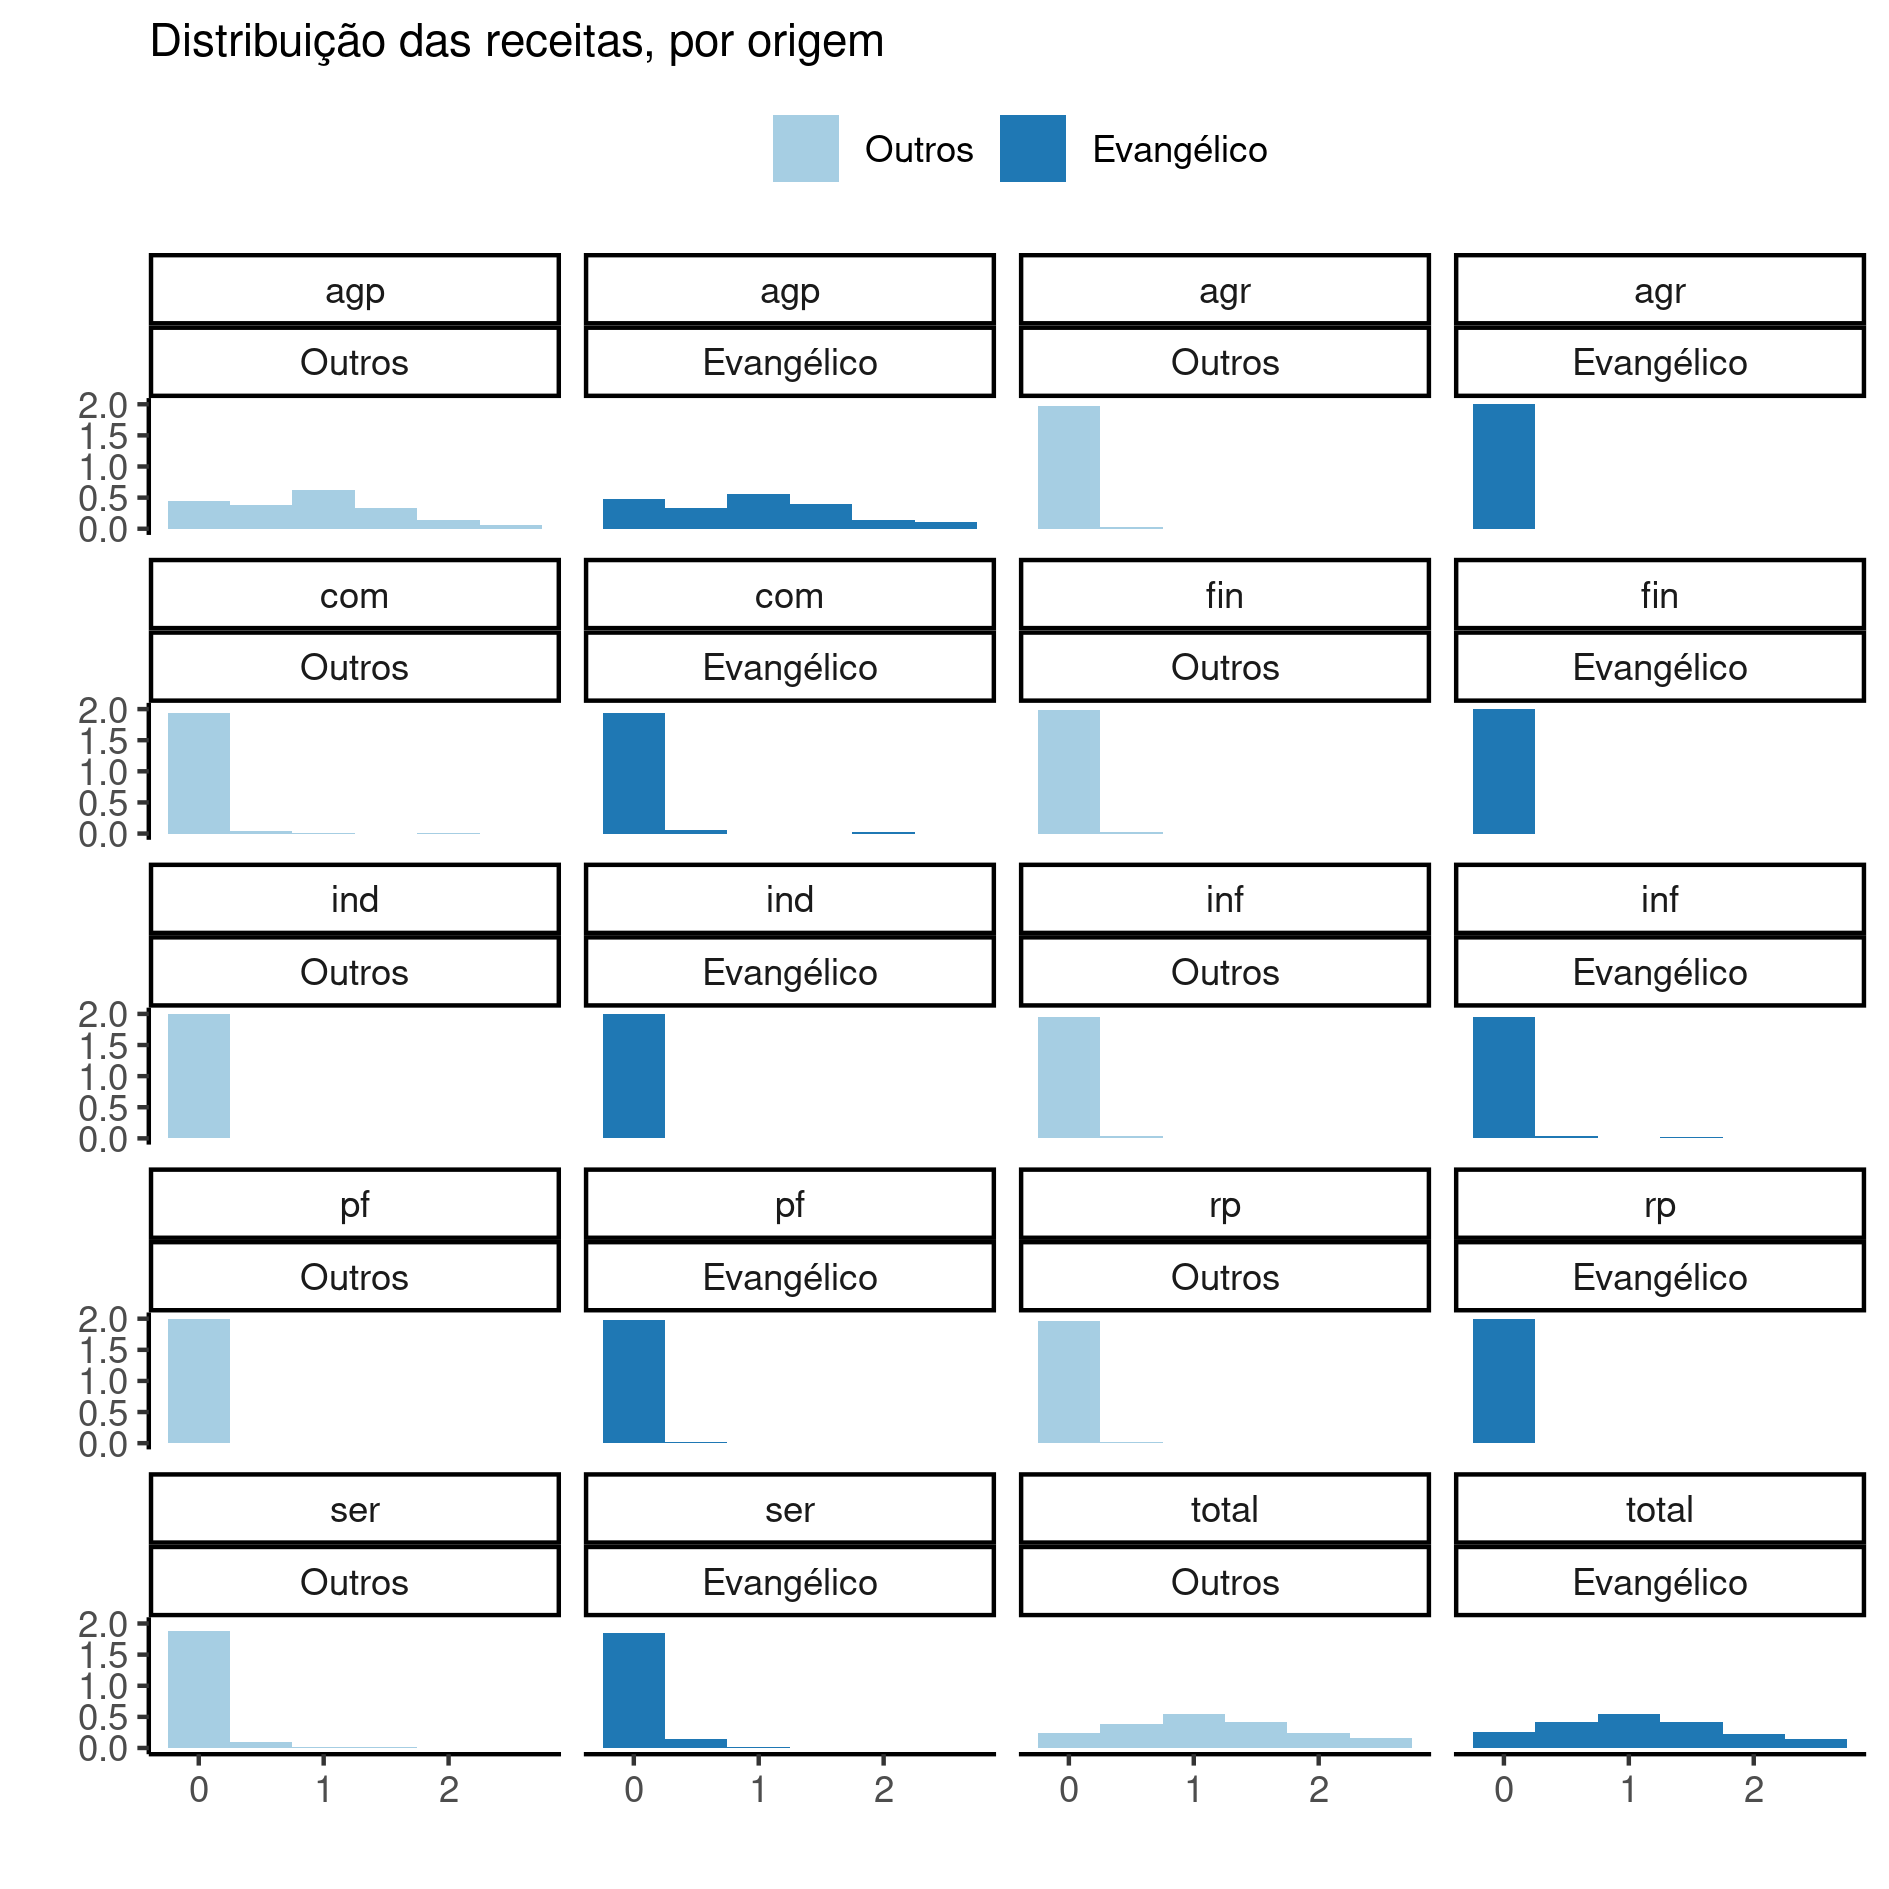 Distribuição das receitas, por origem
Outros Evangélico
agp agp agr agr
Outros Evangélico Outros Evangélico
2.0
1.5
1.0
0.5
0.0
com com fin fin
Outros Evangélico Outros Evangélico
2.0
1.5
1.0
0.5
0.0
ind ind inf inf
Outros Evangélico Outros Evangélico
2.0
1.5
1.0
0.5
0.0
pf pf rp rp
Outros Evangélico Outros Evangélico
2.0
1.5
1.0
0.5
0.0
ser ser total total
Outros Evangélico Outros Evangélico
2.0
1.5
1.0
0.5
0.0
0 1 2 0 1 2 0 1 2 0 1 2